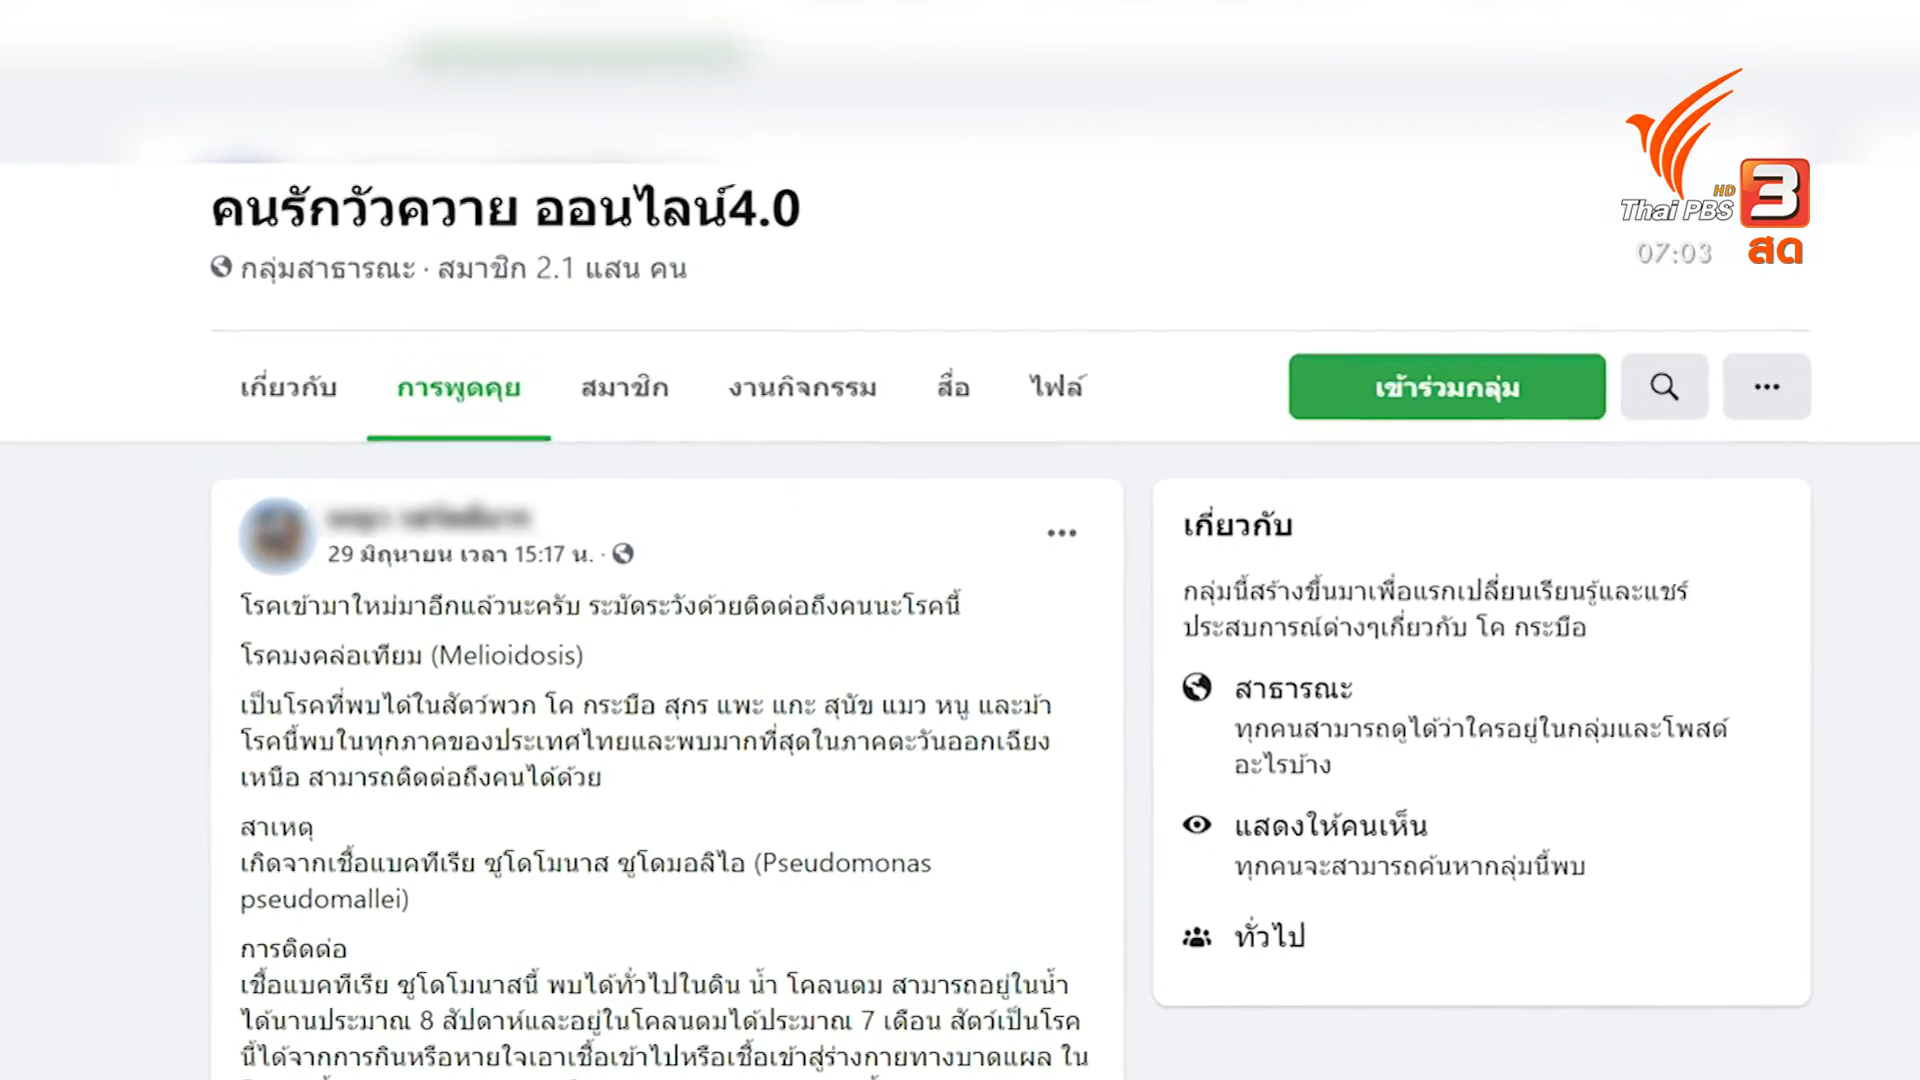 คนรักวัวควาย ออนไลน์4.0
กลุ่มสาธารณะ · สมาชิก 2.1 แสน คน
HD
Thai PBS
3
07:03
สด
เกี่ยวกับ
การพูดคุย
สมาชิก
งานกิจกรรม
สื่อ
ไฟล์
เข้าร่วมกลุ่ม
29 มิถุนายน เวลา 15:17 น. ·
โรคเข้ามาใหม่มาอีกแล้วนะครับ ระมัดระวังด้วยติดต่อถึงคนนะโรคนี้
โรคมงคล่อเทียม (Melioidosis)
เป็นโรคที่พบได้ในสัตว์พวก โค กระบือ สุกร แพะ แกะ สุนัข แมว หนู และม้า
โรคนี้พบในทุกภาคของประเทศไทยและพบมากที่สุดในภาคตะวันออกเฉียง
เหนือ สามารถติดต่อถึงคนได้ด้วย
สาเหตุ
เกิดจากเชื้อแบคทีเรีย ซูโดโมนาส ซูโดมอลิไอ (Pseudomonas
pseudomallei)
การติดต่อ
เชื้อแบคทีเรีย ซูโดโมนาสนี้ พบได้ทั่วไปในดิน น้ำ โคลนตม สามารถอยู่ในน้ำ
ได้นานประมาณ 8 สัปดาห์และอยู่ในโคลนตมได้ประมาณ 7 เดือน สัตว์เป็นโรค
นี้ได้จากการกินหรือหายใจเอาเชื้อเข้าไปหรือเชื้อเข้าสู่ร่างกายทางบาดแผล ใน
เกี่ยวกับ
กลุ่มนี้สร้างขึ้นมาเพื่อแรกเปลี่ยนเรียนรู้และแชร์
ประสบการณ์ต่างๆเกี่ยวกับ โค กระบือ
สาธารณะ
ทุกคนสามารถดูได้ว่าใครอยู่ในกลุ่มและโพสต์
อะไรบ้าง
แสดงให้คนเห็น
ทุกคนจะสามารถค้นหากลุ่มนี้พบ
ทั่วไป